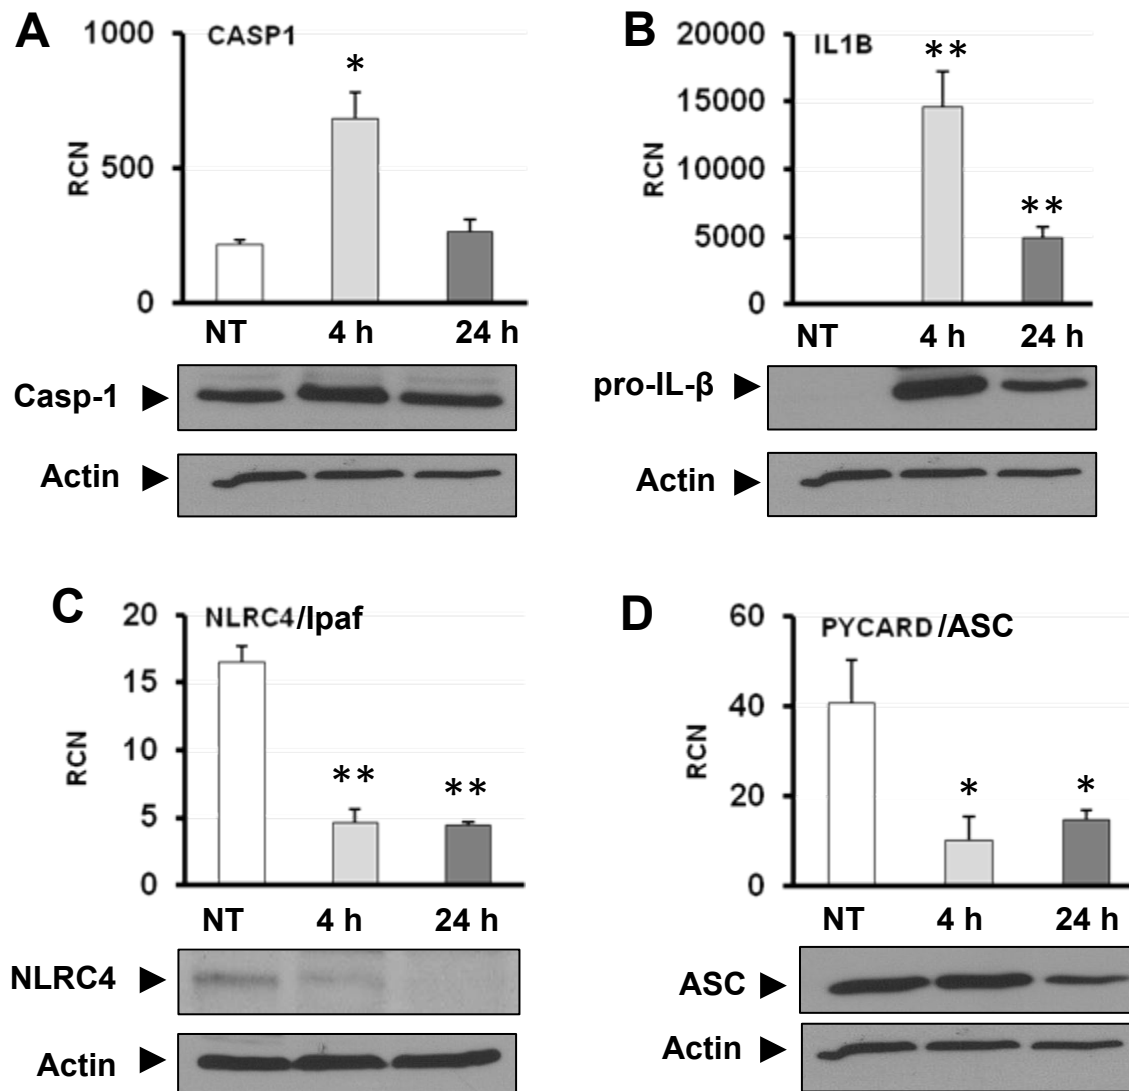 A
CASP1
1000
500
0
RCN
*
NT 4 h 24 h
Casp-1
Actin
B
IL1B
20000
15000
10000
5000
0
RCN
**
**
NT 4 h 24 h
pro-IL-β
Actin
C
NLRC4/Ipaf
20
15
10
5
0
RCN
** **
NT 4 h 24 h
NLRC4
Actin
D
PYCARD/ASC
60
40
20
0
RCN
* *
NT 4 h 24 h
ASC
Actin